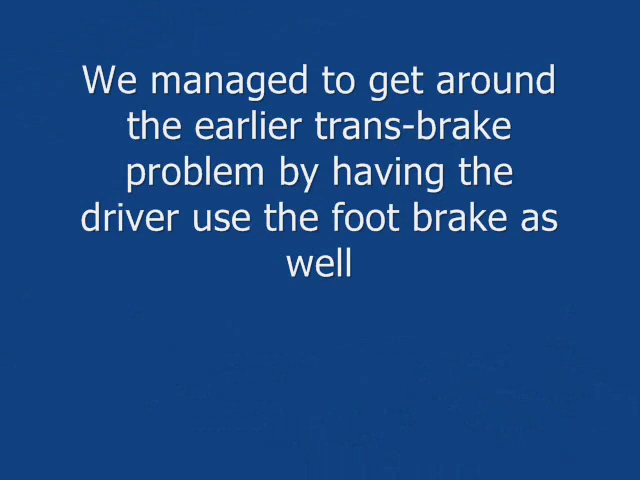 We managed to get around
the earlier trans-brake
problem by having the
driver use the foot brake as
well